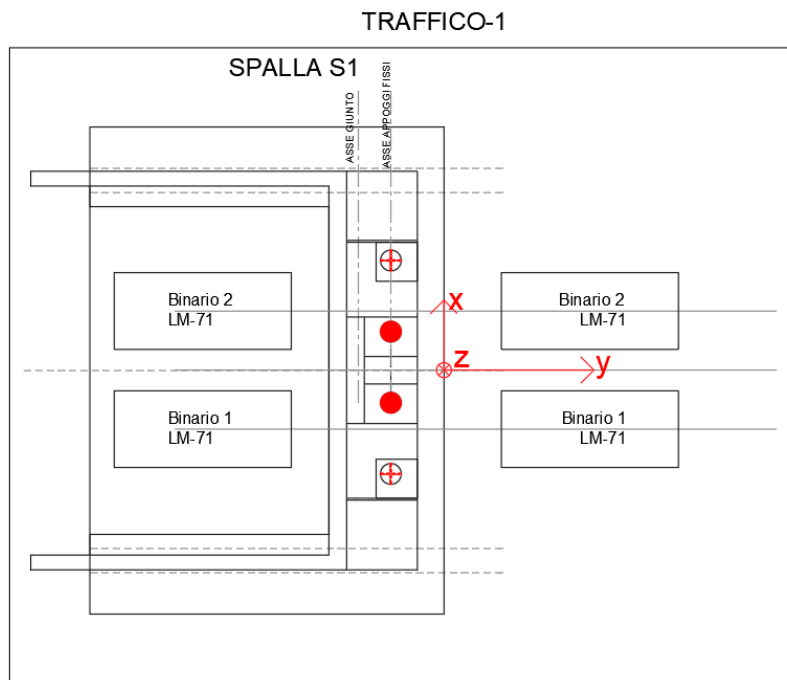 TRAFFICO-1
SPALLA S1
ASSE GIUNTO
ASSE APPOGGI FISSI
Binario 2
LM-71
Binario 2
LM-71
x
z
y
Binario 1
LM-71
Binario 1
LM-71